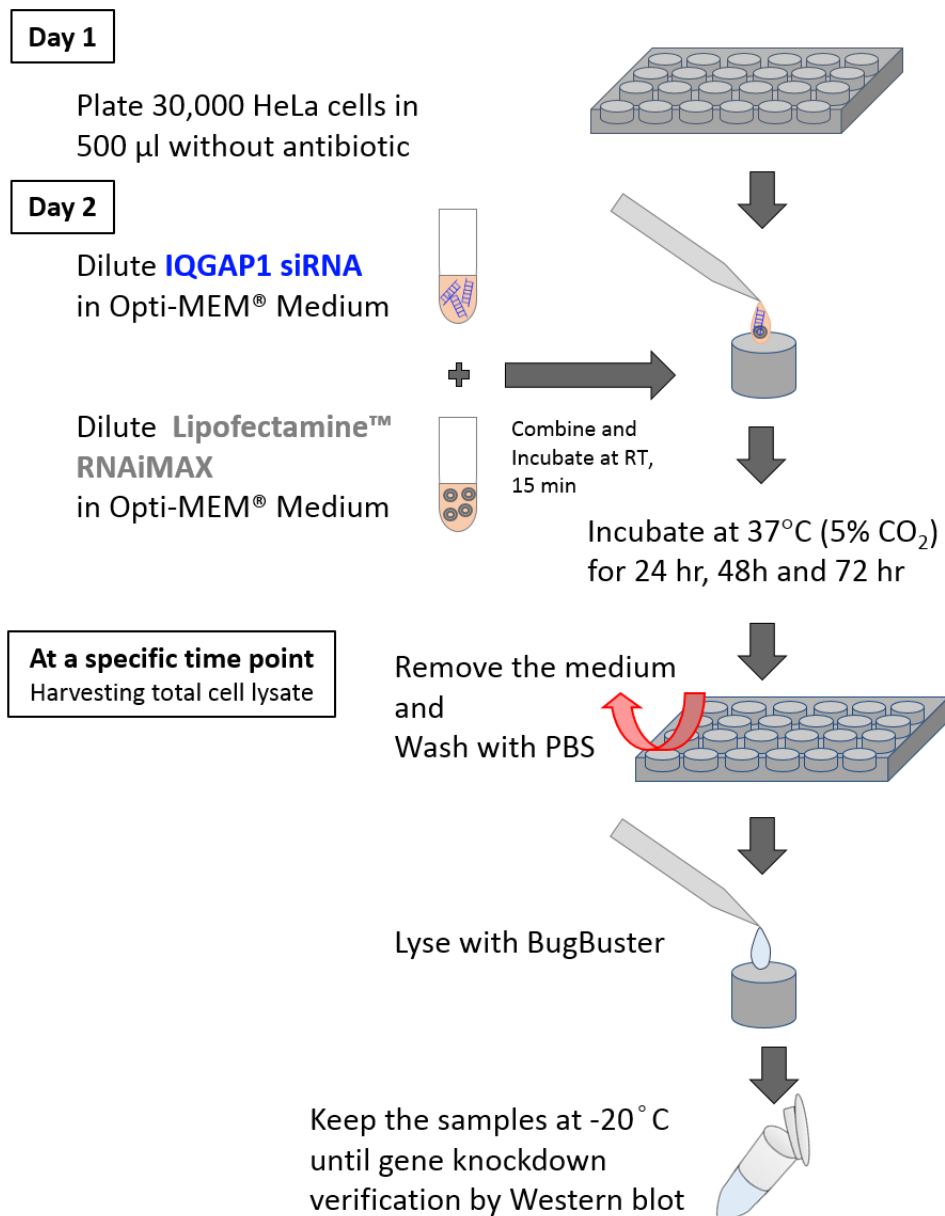 Day 1
Plate 30,000 HeLa cells in
500 µl without antibiotic
Day 2
Dilute IQGAP1 siRNA
in Opti-MEM® Medium
Dilute Lipofectamine™
RNAiMAX
in Opti-MEM® Medium
Combine and
Incubate at RT,
15 min
Incubate at 37°C (5% CO₂)
for 24 hr, 48h and 72 hr
At a specific time point
Harvesting total cell lysate
Remove the medium
and
Wash with PBS
Lyse with BugBuster
Keep the samples at -20°C
until gene knockdown
verification by Western blot